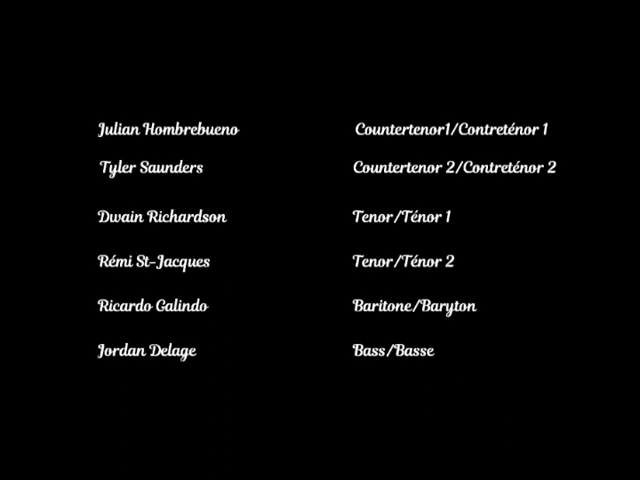 Julian Hombrebueno Countertenor1/Contreténor 1
Tyler Saunders Countertenor 2/Contreténor 2
Dwain Richardson Tenor/Ténor 1
Rémi St-Jacques Tenor/Ténor 2
Ricardo Galindo Baritone/Baryton
Jordan Delage Bass/Basse